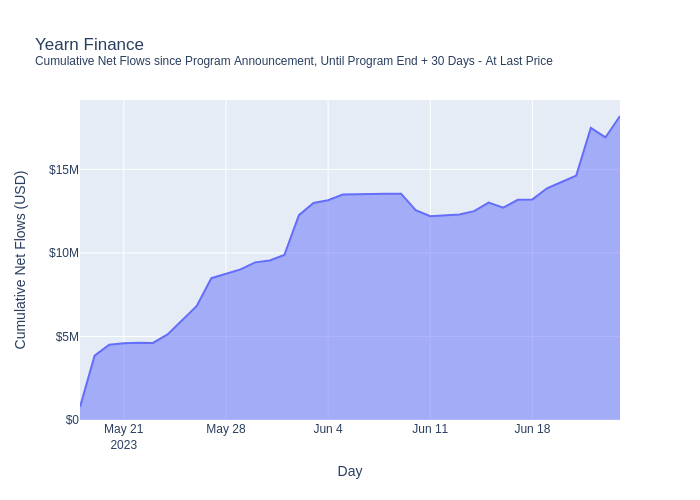 Yearn Finance
Cumulative Net Flows since Program Announcement, Until Program End + 30 Days - At Last Price
Cumulative Net Flows (USD)
$15M
$10M
$5M
$0
May 21
2023
May 28
Jun 4
Jun 11
Jun 18
Day